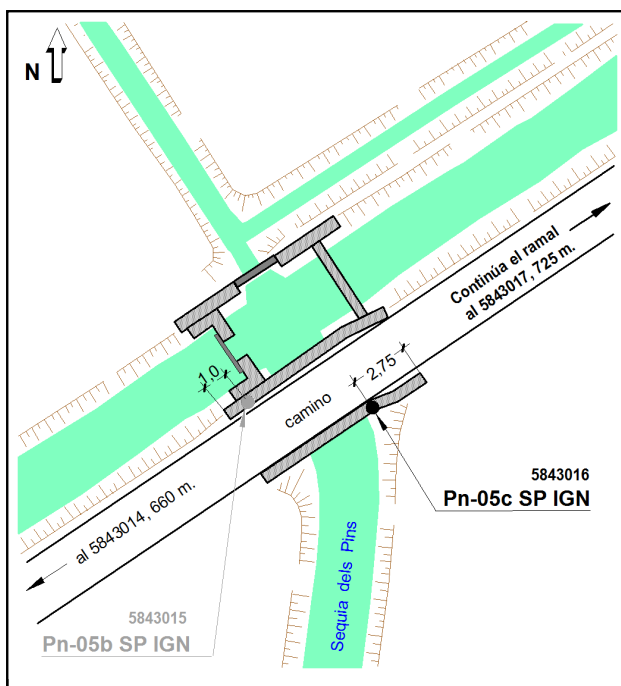 N
Continúa el ramal
al 5843017, 725 m.
1,0
2,75
camino
5843016
Pn-05c SP IGN
al 5843014, 660 m.
Sequia dels Pins
5843015
Pn-05b SP IGN